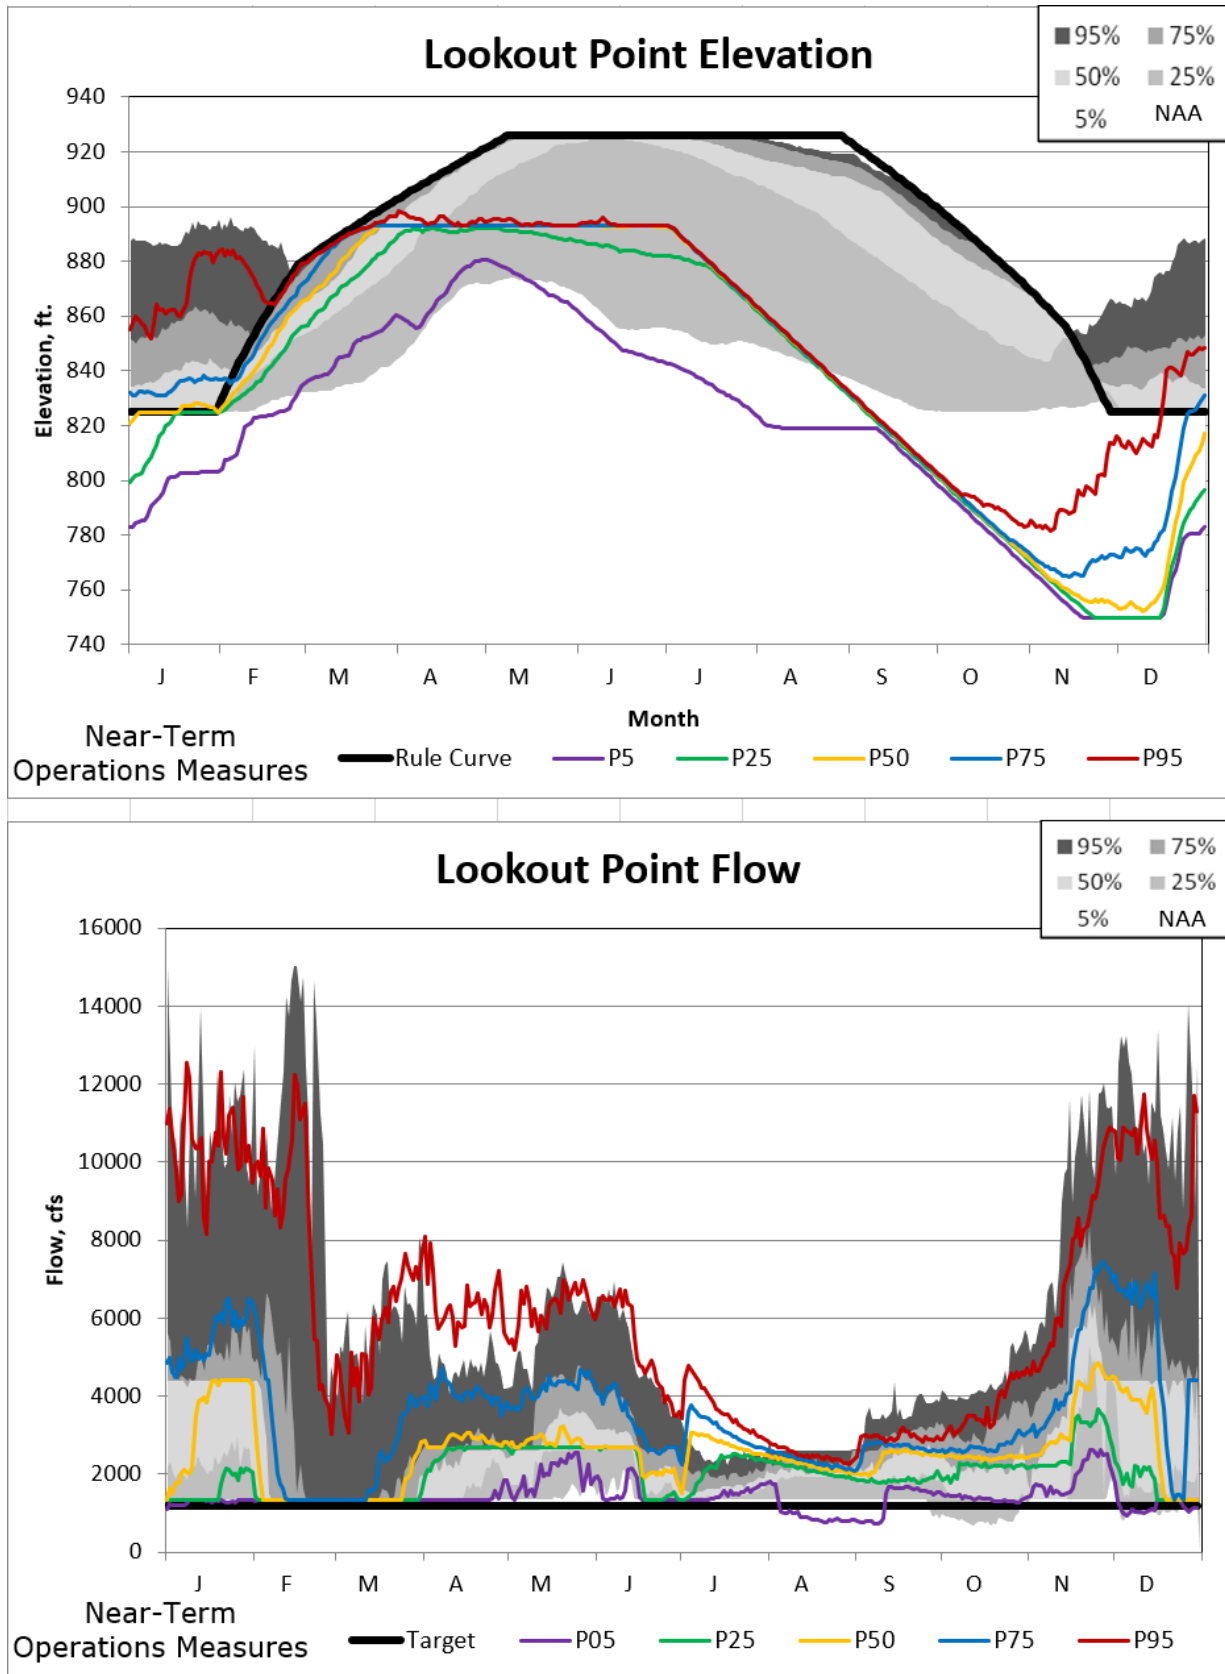 Lookout Point Elevation
95% 75%
50% 25%
5% NAA
Elevation, ft.
940
920
900
880
860
840
820
800
780
760
740
J F M A M J J A S O N D
Month
Near-Term
Operations Measures
Rule Curve P5 P25 P50 P75 P95
Lookout Point Flow
95% 75%
50% 25%
5% NAA
Flow, cfs
16000
14000
12000
10000
8000
6000
4000
2000
0
J F M A M J J A S O N D
Near-Term
Operations Measures
Target P05 P25 P50 P75 P95